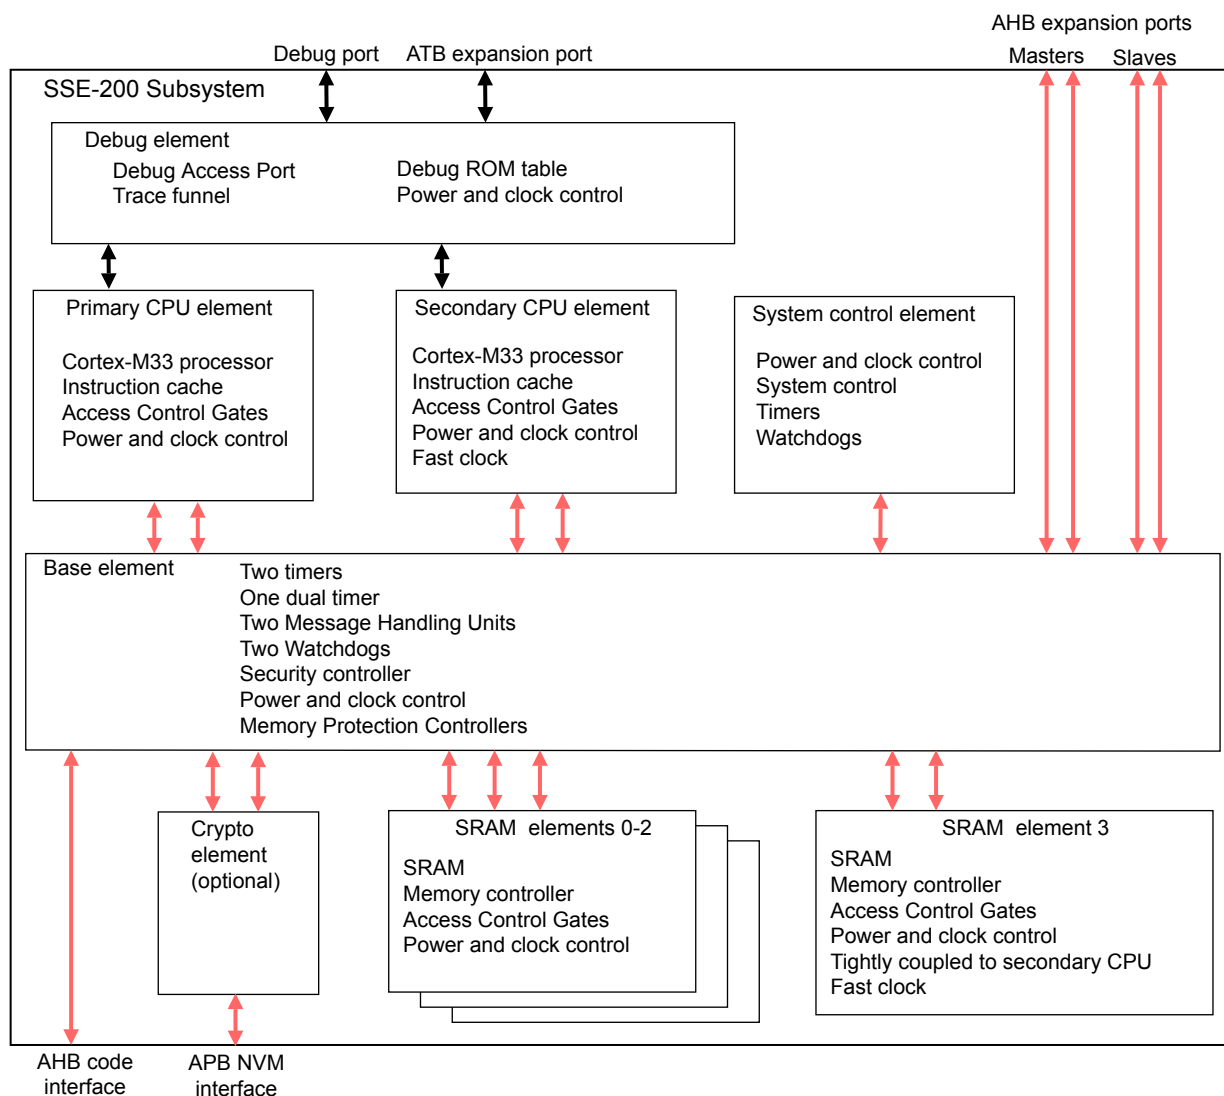 AHB expansion ports
Debug port
ATB expansion port
Masters
Slaves
SSE-200 Subsystem
Debug element
Debug Access Port
Trace funnel
Debug ROM table
Power and clock control
Primary CPU element
Cortex-M33 processor
Instruction cache
Access Control Gates
Power and clock control
Secondary CPU element
Cortex-M33 processor
Instruction cache
Access Control Gates
Power and clock control
Fast clock
System control element
Power and clock control
System control
Timers
Watchdogs
Base element
Two timers
One dual timer
Two Message Handling Units
Two Watchdogs
Security controller
Power and clock control
Memory Protection Controllers
Crypto
element
(optional)
SRAM elements 0-2
SRAM
Memory controller
Access Control Gates
Power and clock control
SRAM element 3
SRAM
Memory controller
Access Control Gates
Power and clock control
Tightly coupled to secondary CPU
Fast clock
AHB code
interface
APB NVM
interface